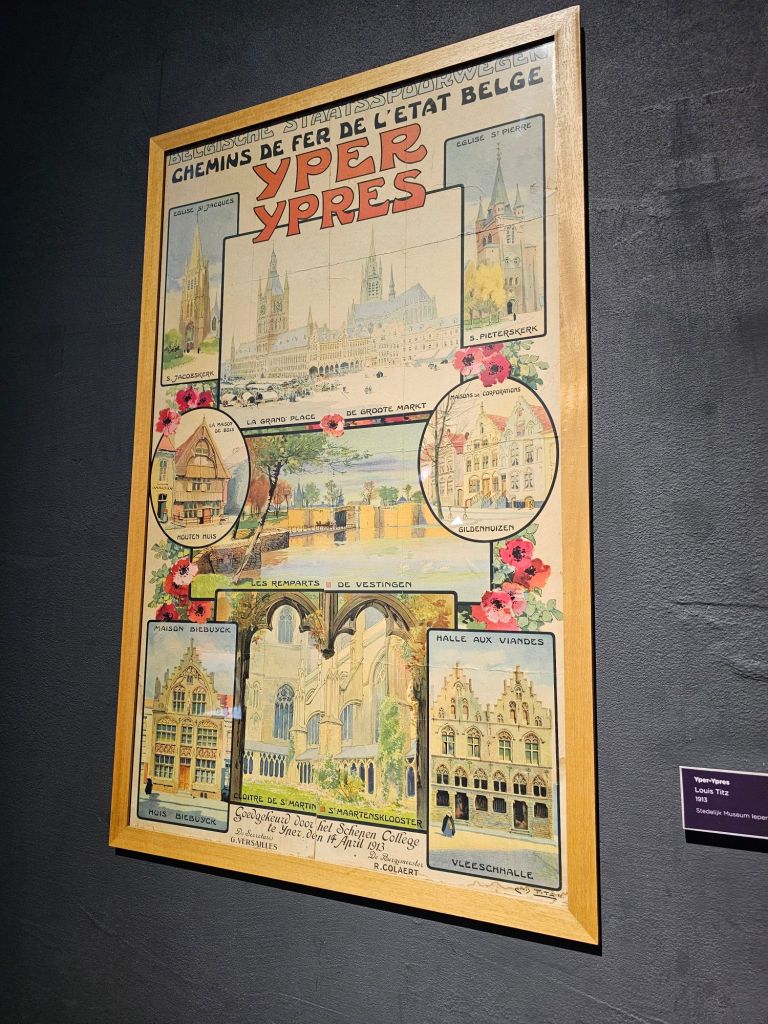 BELGISCHE STAATSSPOORWEGEN
CHEMINS DE FER DE L'ETAT BELGE
YPER
YPRES
EGLISE St JACQUES
S. JACOBSKERK
EGLISE St PIERRE
S. PIETERSKERK
LA GRAND' PLACE DE GROOTE MARKT
LA MAISON
DE BOIS
HOUTEN HUIS
MAISONS DE CORPORATIONS
GILDENHUIZEN
LES REMPARTS DE VESTINGEN
MAISON BIEBUYCK
HUIS BIEBUYCK
CLOITRE DE St MARTIN St MAARTENSKLOOSTER
HALLE AUX VIANDES
VLEESCHHALLE
Goedgekeurd door het Schepen College
te Yper, den 14 April 1913
De Secretaris
G. VERSAILLES
De Burgemeester
R. COLAERT
Yper-Ypres
Louis Titz
1913
Stedelijk Museum Ieper